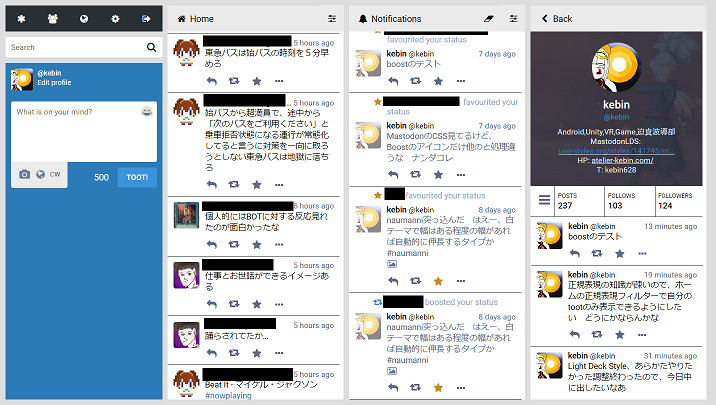 Search
@kebin
Edit profile
What is on your mind?
CW
500
TOOT!
Home
5 hours ago
東急バスは始バスの時刻を５分早
めろ
... 5 hours ago
始バスから超満員で、途中から
「次のバスをご利用ください」と
乗車拒否状態になる運行が常態化
してると言うに対策を一向に取ろ
うとしない東急バスは地獄に落ち
ろ
5 hours ago
個人的にはBOTに対する反応見れ
たのが面白かったな
5 hours ago
仕事とお世話ができるイメージあ
る
5 hours ago
踊らされてたか…
5 hours ago
Beat It - マイケル・ジャクソン
#nowplaying
Notifications
favourited your status
kebin @kebin 7 days ago
boostのテスト
favourited your
status
kebin @kebin 7 days ago
MastodonのCSS見てるけど、
Boostのアイコンだけ他のと処理違
うな　ナンダコレ
favourited your status
kebin @kebin 8 days ago
naumanni突っ込んだ　はえー、白
テーマで幅はある程度の幅があれ
ば自動的に伸長するタイプか
#naumanni
boosted your status
kebin @kebin 8 days ago
naumanni突っ込んだ　はえー、白
テーマで幅はある程度の幅があれ
ば自動的に伸長するタイプか
#naumanni
Back
kebin
@kebin
Android,Unity,VR,Game,迫真波導部
MastodonLDS:
userstyles.org/styles/141745/m...
HP: atelier-kebin.com/
T: kebin628
POSTS
237
FOLLOWS
103
FOLLOWERS
124
kebin @kebin 13 minutes ago
boostのテスト
kebin @kebin 19 minutes ago
正規表現の知識が疎いので、ホー
ムの正規表現フィルターで自分の
tootのみ表示できるようにした
い　どうにかならんかな
kebin @kebin 31 minutes ago
Light Deck Style、あらかたやりた
かった調整終わったので、今日中
に出したいなあ